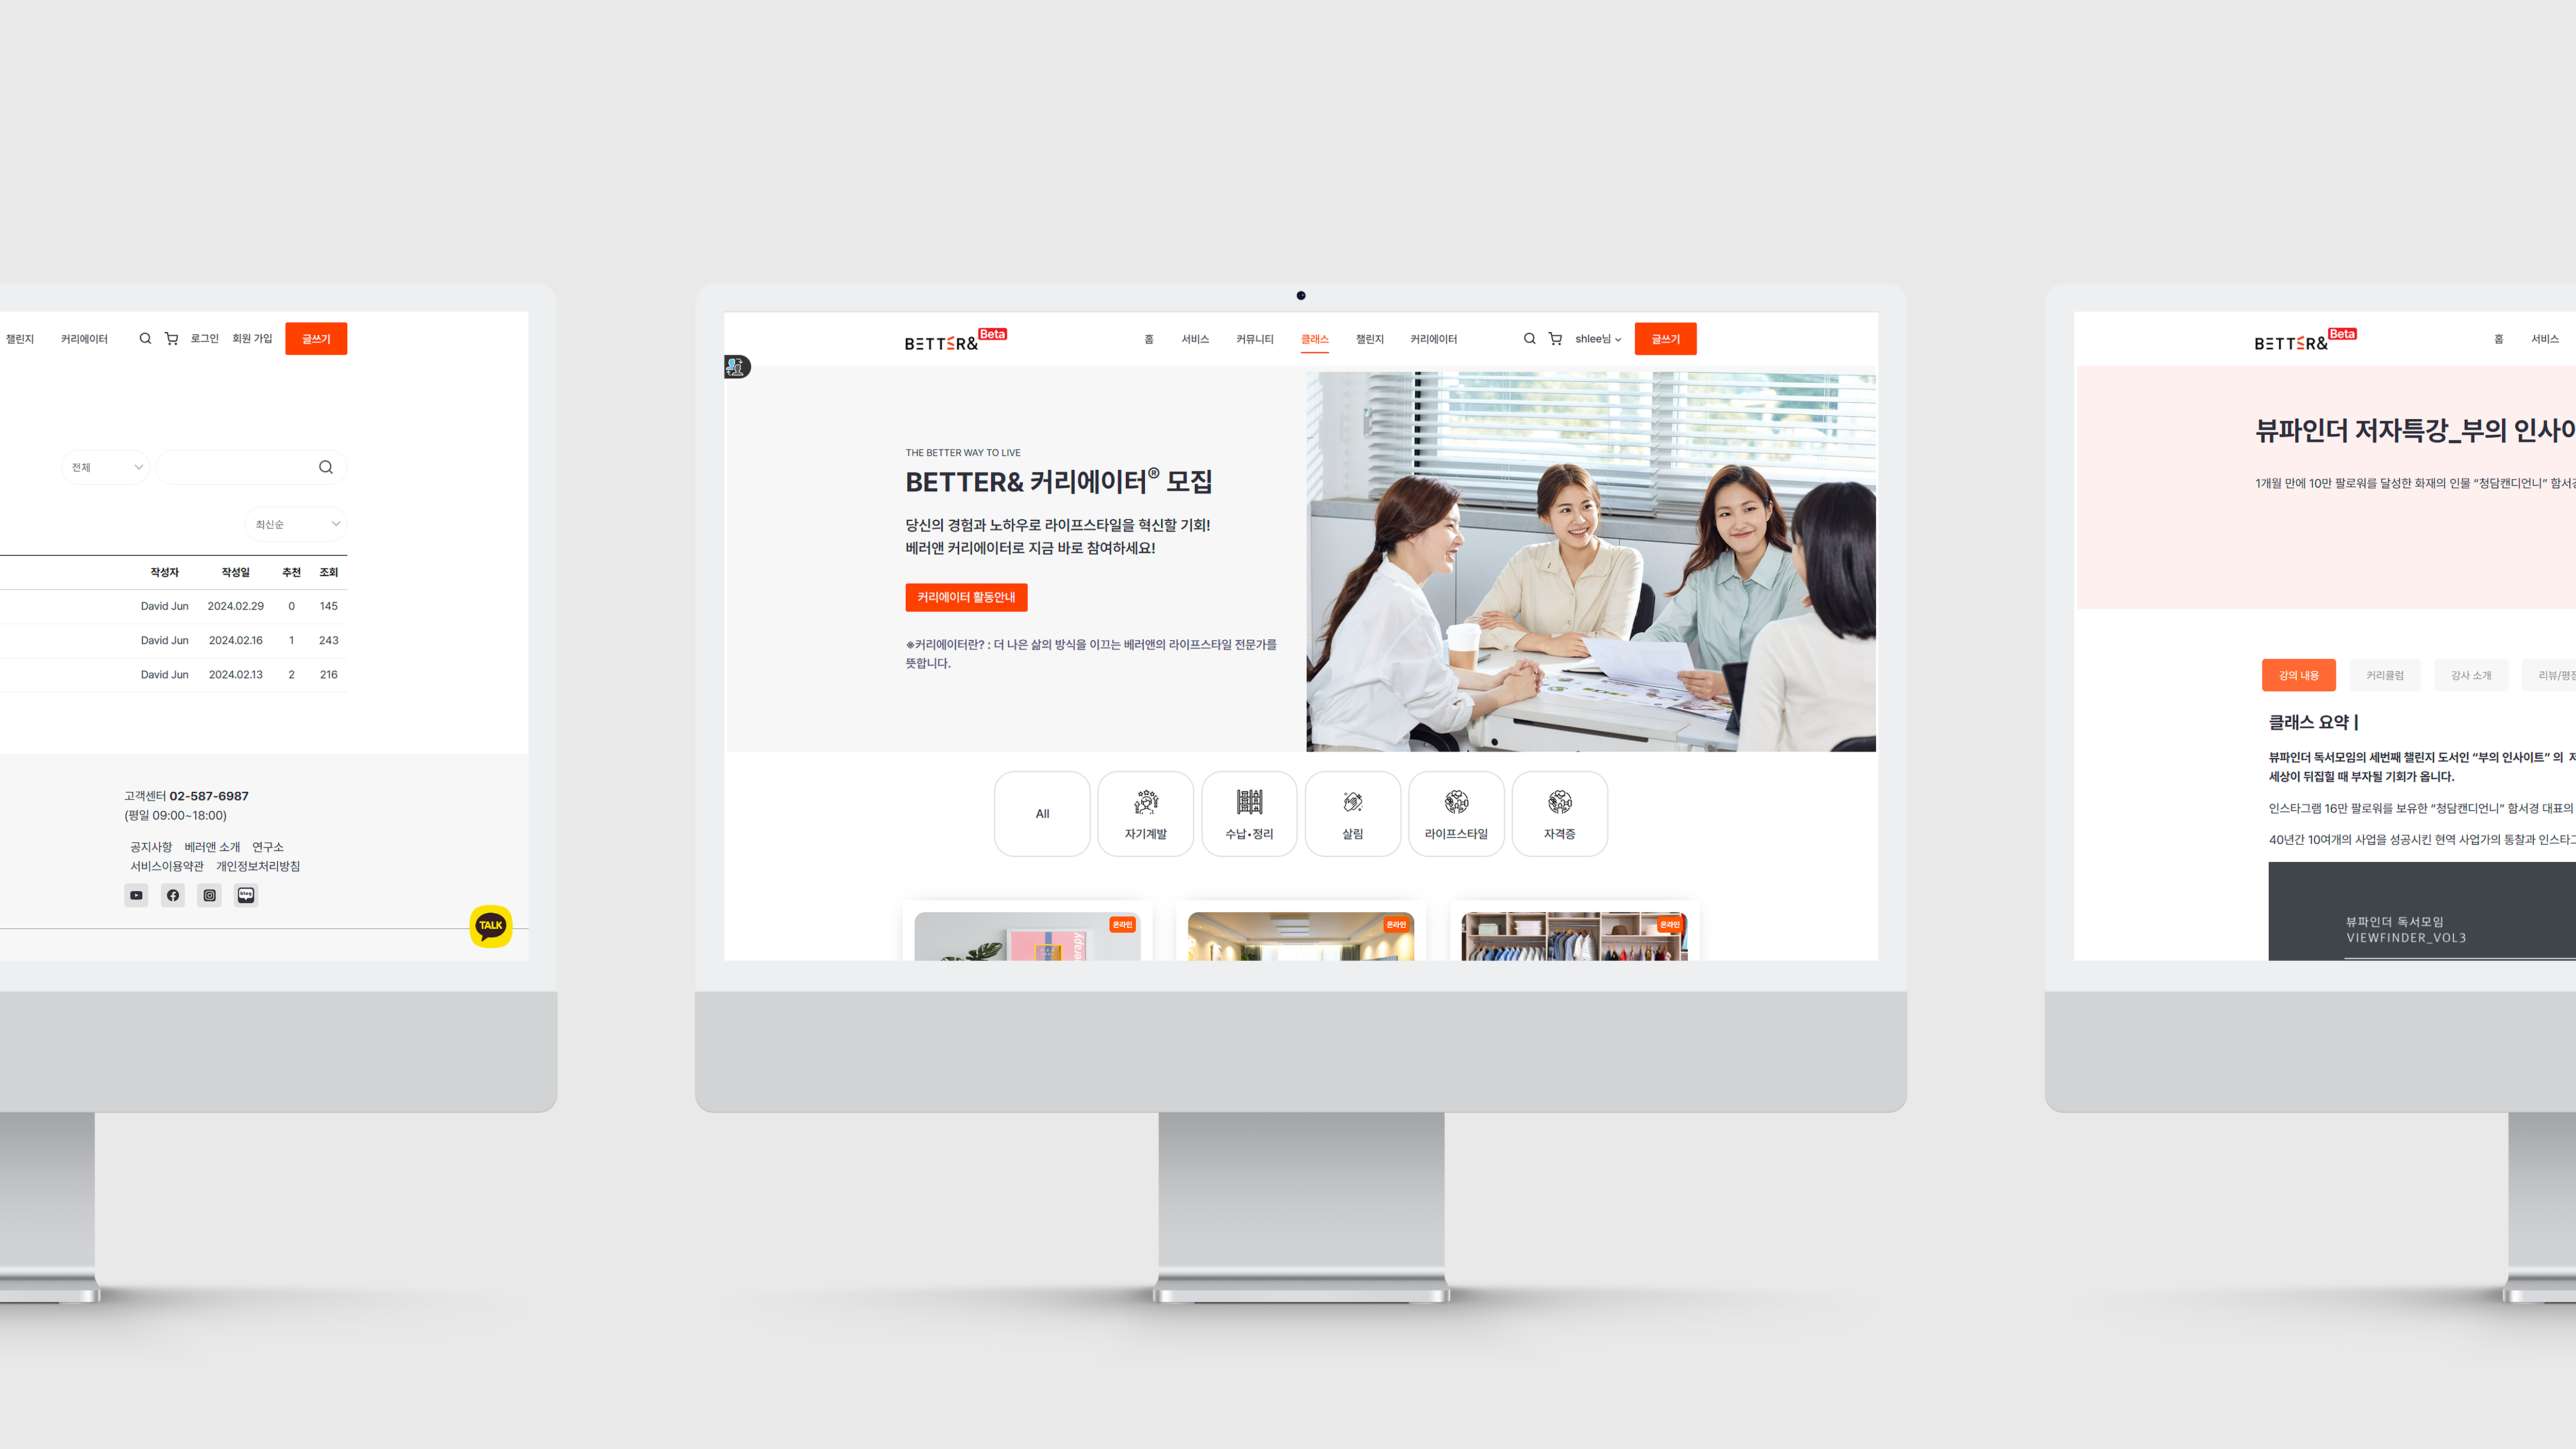 챌린지 커리에이터 로그인 회원 가입 글쓰기
전체
최신순
작성자 작성일 추천 조회
David Jun 2024.02.29 0 145
David Jun 2024.02.16 1 243
David Jun 2024.02.13 2 216
고객센터 02-587-6987
(평일 09:00~18:00)
공지사항 베러앤 소개 연구소
서비스이용약관 개인정보처리방침
blog
TALK
BETTER& Beta
홈 서비스 커뮤니티 클래스 챌린지 커리에이터 shlee님 글쓰기
THE BETTER WAY TO LIVE
BETTER& 커리에이터® 모집
당신의 경험과 노하우로 라이프스타일을 혁신할 기회!
베러앤 커리에이터로 지금 바로 참여하세요!
커리에이터 활동안내
※커리에이터란? : 더 나은 삶의 방식을 이끄는 베러앤의 라이프스타일 전문가를
뜻합니다.
All 자기계발 수납•정리 살림 라이프스타일 자격증
온라인 온라인 온라인
erapy
BETTER& Beta
홈 서비스
뷰파인더 저자특강_부의 인사이
1개월 만에 10만 팔로워를 달성한 화재의 인물 “청담캔디언니” 함서경
강의 내용 커리큘럼 강사 소개 리뷰/평점
클래스 요약 |
뷰파인더 독서모임의 세번째 챌린지 도서인 “부의 인사이트” 의 저
세상이 뒤집힐 때 부자될 기회가 옵니다.
인스타그램 16만 팔로워를 보유한 “청담캔디언니” 함서경 대표의
40년간 10여개의 사업을 성공시킨 현역 사업가의 통찰과 인스타그
뷰파인더 독서모임
VIEWFINDER_VOL3